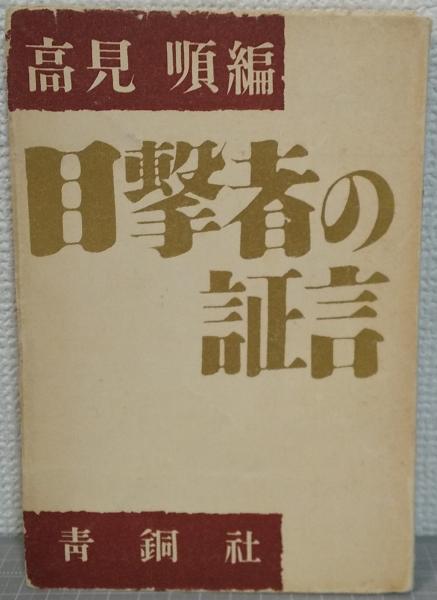 高見順編
目撃者の
証言
青銅社